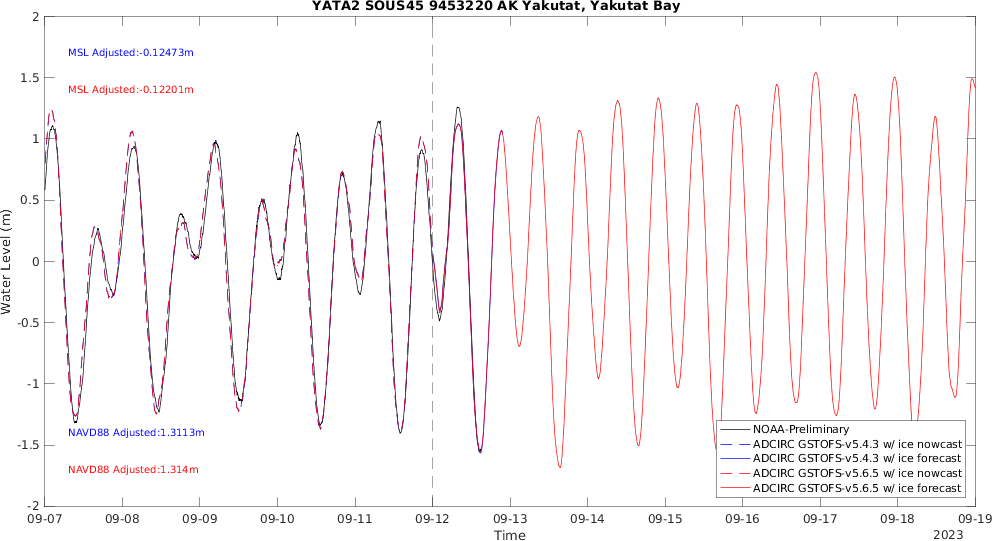 YATA2 SOUS45 9453220 AK Yakutat, Yakutat Bay
2
1.5
1
0.5
0
-0.5
-1
-1.5
-2
Water Level (m)
MSL Adjusted:-0.12473m
MSL Adjusted:-0.12201m
NAVD88 Adjusted:1.3113m
NAVD88 Adjusted:1.314m
NOAA-Preliminary
ADCIRC GSTOFS-v5.4.3 w/ ice nowcast
ADCIRC GSTOFS-v5.4.3 w/ ice forecast
ADCIRC GSTOFS-v5.6.5 w/ ice nowcast
ADCIRC GSTOFS-v5.6.5 w/ ice forecast
09-07 09-08 09-09 09-10 09-11 09-12 09-13 09-14 09-15 09-16 09-17 09-18 09-19
Time
2023